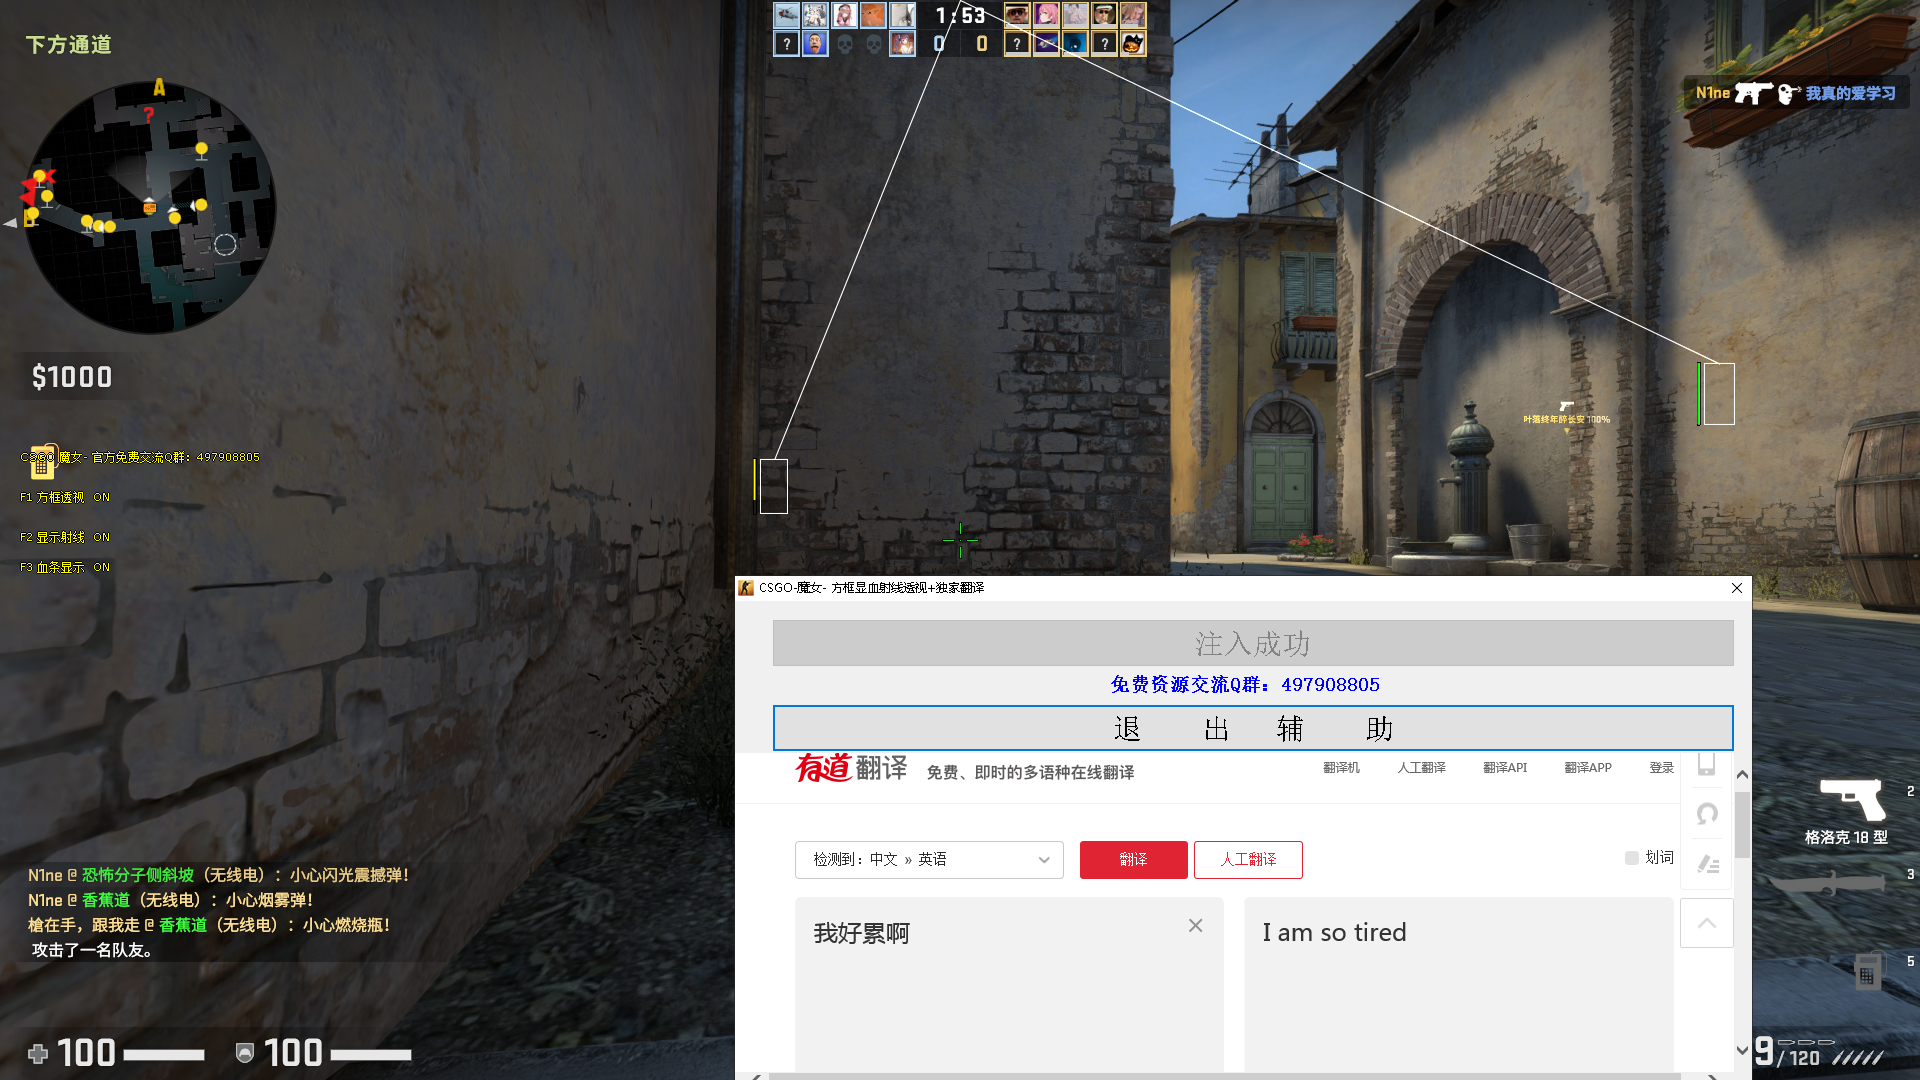 下方通道
A
?
B
1:53
0 0
?
?
?
N1ne 我真的爱学习
$1000
CSGO-魔女- 官方免费交流Q群：497908805
F1 方框透视 ON
F2 显示射线 ON
F3 血条显示 ON
叶落终年醉长安 100%
CSGO-魔女- 方框显血射线透视+独家翻译
注入成功
免费资源交流Q群：497908805
退 出 辅 助
有道翻译 免费、即时的多语种在线翻译
翻译机 人工翻译 翻译API 翻译APP 登录
检测到：中文 » 英语
翻译
人工翻译
划词
我好累啊
I am so tired
N1ne @ 恐怖分子侧斜坡（无线电）：小心闪光震撼弹！
N1ne @ 香蕉道（无线电）：小心烟雾弹！
槍在手，跟我走 @ 香蕉道（无线电）：小心燃烧瓶！
攻击了一名队友。
100
100
2
格洛克 18 型
3
5
9 / 120